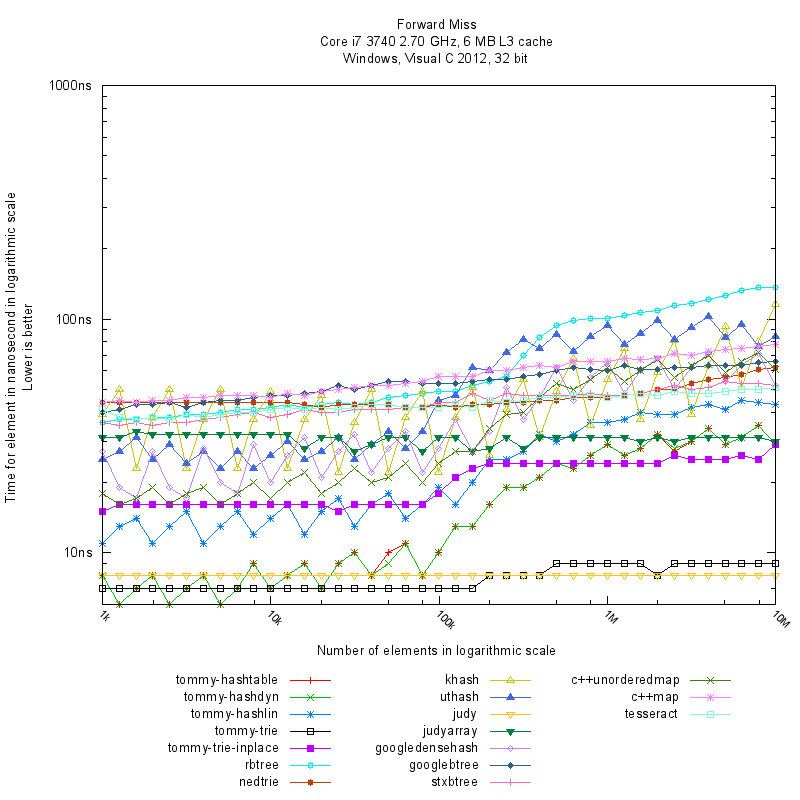 Forward Miss
Core i7 3740 2.70 GHz, 6 MB L3 cache
Windows, Visual C 2012, 32 bit
Time for element in nanosecond in logarithmic scale
Lower is better
1000ns
100ns
10ns
1k
10k
100k
1M
10M
Number of elements in logarithmic scale
tommy-hashtable
tommy-hashdyn
tommy-hashlin
tommy-trie
tommy-trie-inplace
rbtree
nedtrie
khash
uthash
judy
judyarray
googledensehash
googlebtree
stxbtree
c++unorderedmap
c++map
tesseract